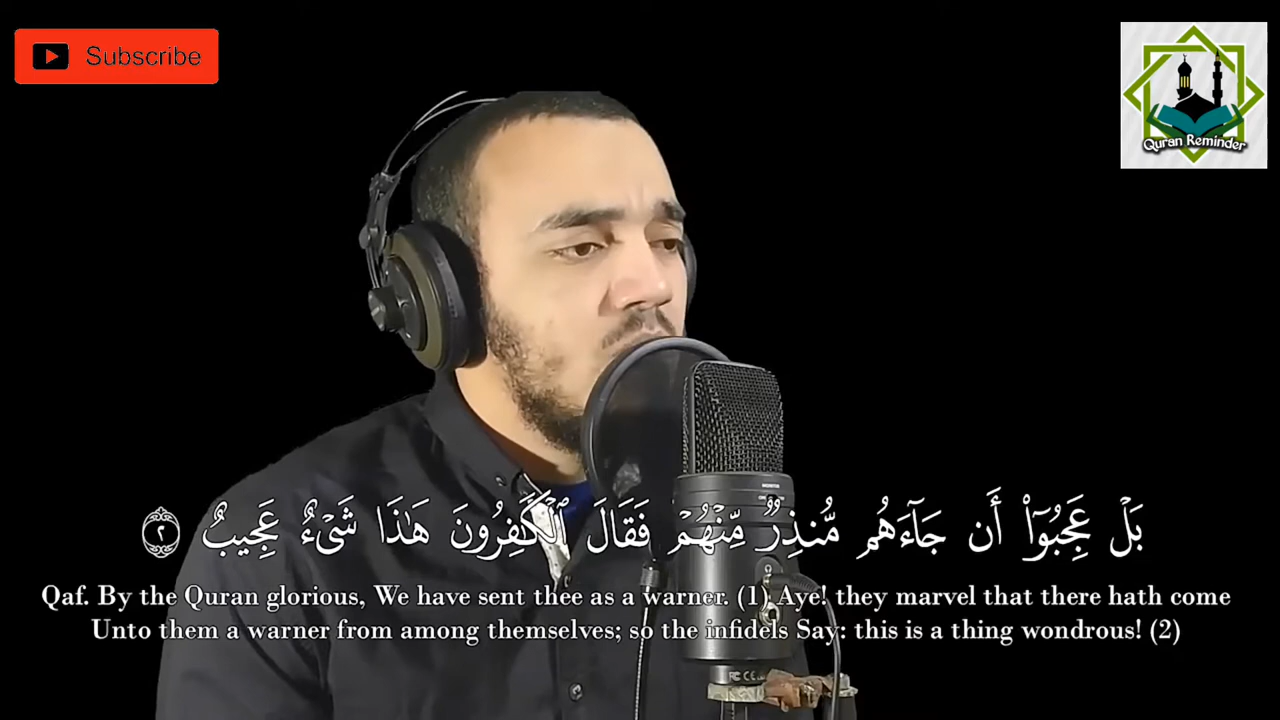 Subscribe
Quran Reminder
بَلْ عَجِبُوٓا۟ أَن جَآءَهُم مُّنذِرٌ مِّنْهُمْ فَقَالَ ٱلْكَٰفِرُونَ هَٰذَا شَىْءٌ عَجِيبٌ ٢
Qaf. By the Quran glorious, We have sent thee as a warner. (1) Aye! they marvel that there hath come
Unto them a warner from among themselves; so the infidels Say: this is a thing wondrous! (2)